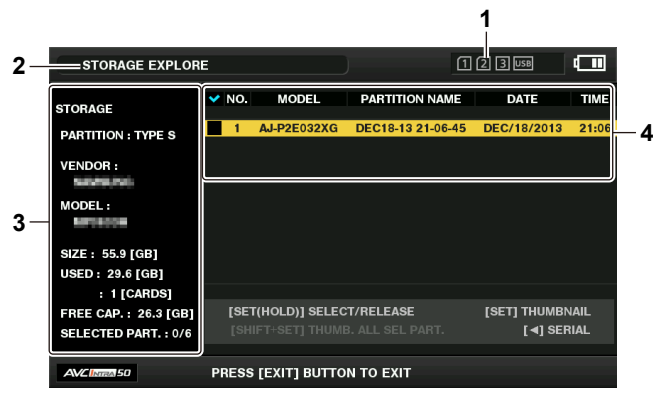 1
2
STORAGE EXPLORE
1 2 3 USB
STORAGE
PARTITION : TYPE S
VENDOR :
MODEL :
SIZE : 55.9 [GB]
USED : 29.6 [GB]
: 1 [CARDS]
FREE CAP. : 26.3 [GB]
SELECTED PART. : 0/6
3
NO. MODEL PARTITION NAME DATE TIME
1 AJ-P2E032XG DEC18-13 21-06-45 DEC/18/2013 21:06
4
[SET(HOLD)] SELECT/RELEASE [SET] THUMBNAIL
[SHIFT+SET] THUMB. ALL SEL PART. [◀] SERIAL
AVC INTRA 50 PRESS [EXIT] BUTTON TO EXIT